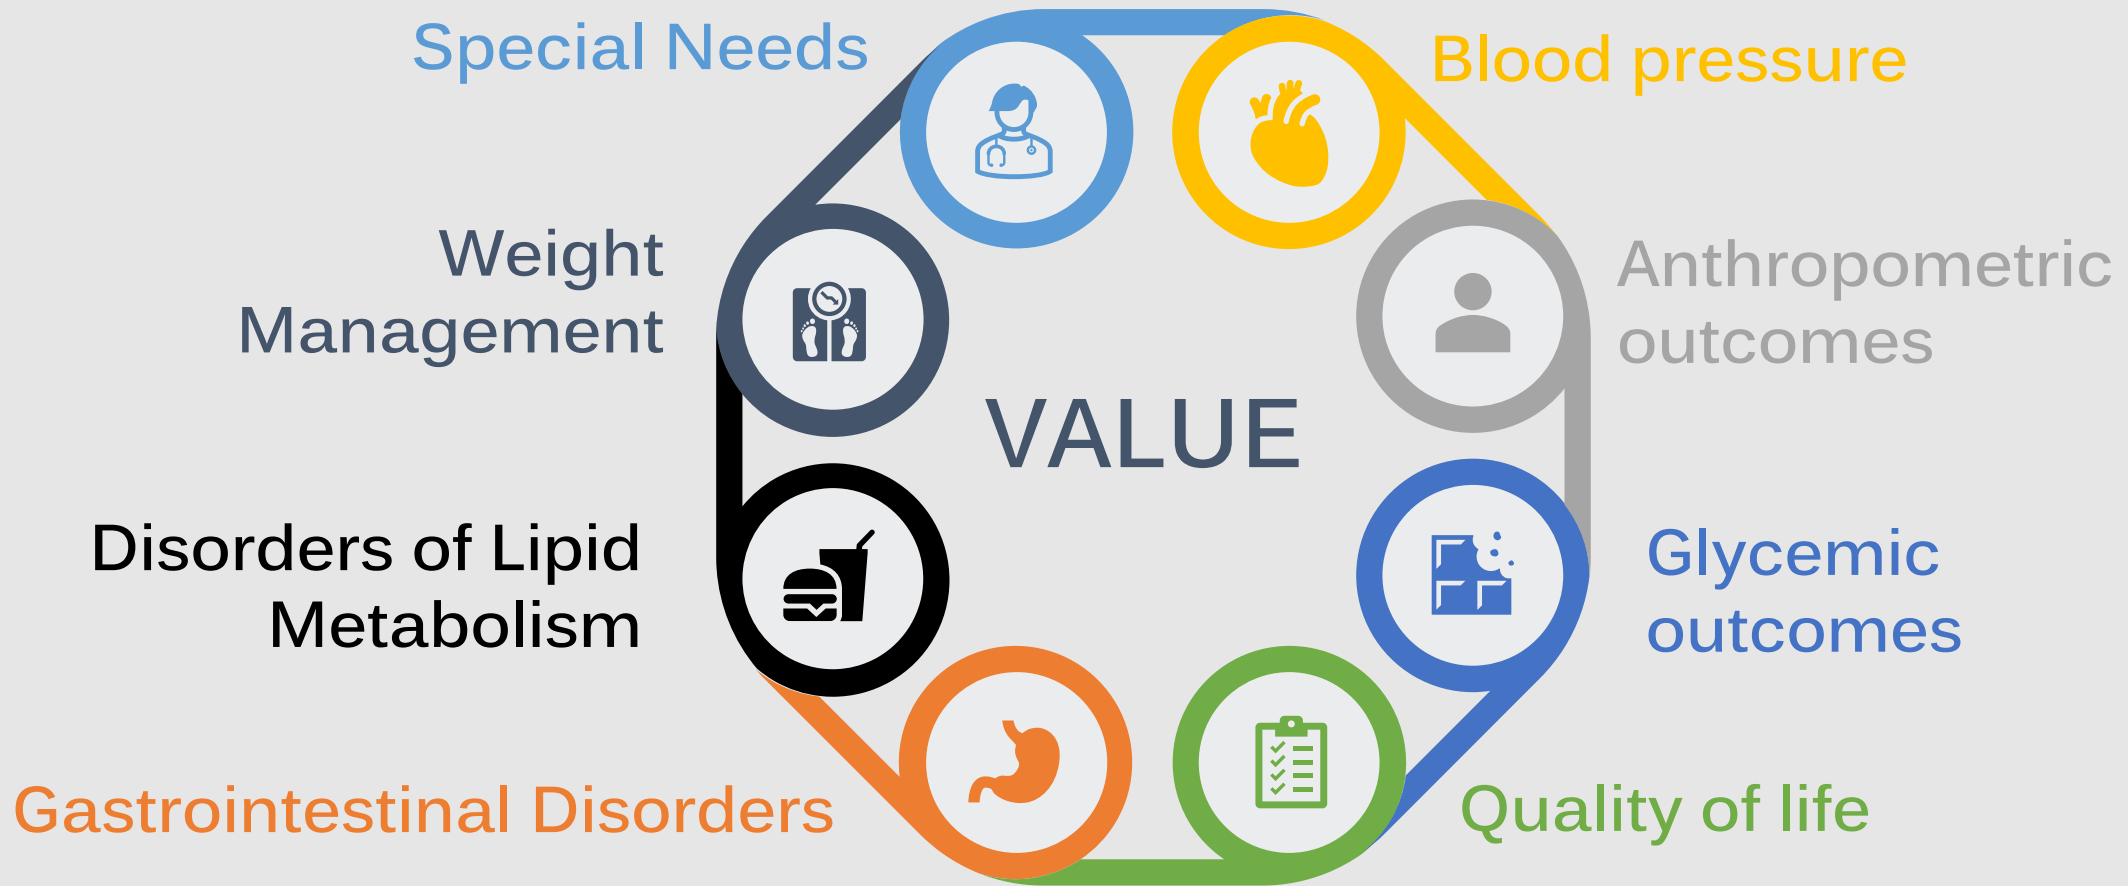 Special Needs
Blood pressure
Weight
Management
Anthropometric
outcomes
VALUE
Disorders of Lipid
Metabolism
Glycemic
outcomes
Gastrointestinal Disorders
Quality of life